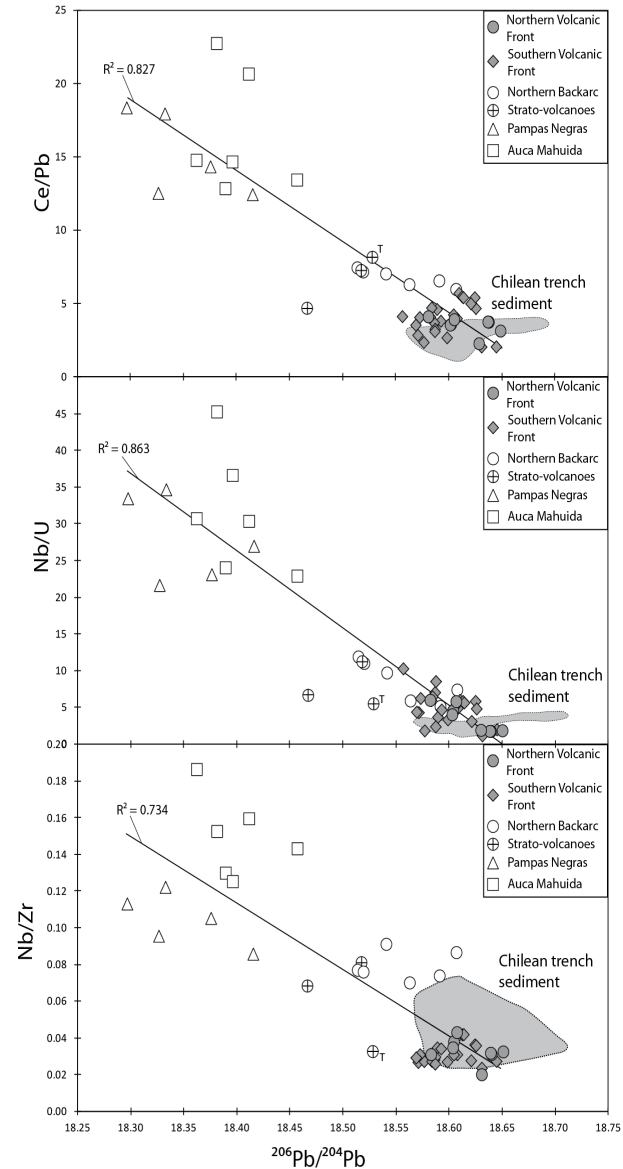 25
20
15
10
5
0
Ce/Pb
R² = 0.827
T
Chilean trench
sediment
Northern Volcanic
Front
Southern Volcanic
Front
Northern Backarc
Strato-volcanoes
Pampas Negras
Auca Mahuida
45
40
35
30
25
20
15
10
5
Nb/U
R² = 0.863
T
Chilean trench
sediment
Northern Volcanic
Front
Southern Volcanic
Front
Northern Backarc
Strato-volcanoes
Pampas Negras
Auca Mahuida
0.20
0.18
0.16
0.14
0.12
0.10
0.08
0.06
0.04
0.02
0.00
Nb/Zr
R² = 0.734
T
Chilean trench
sediment
Northern Volcanic
Front
Southern Volcanic
Front
Northern Backarc
Strato-volcanoes
Pampas Negras
Auca Mahuida
18.25 18.30 18.35 18.40 18.45 18.50 18.55 18.60 18.65 18.70 18.75
²⁰⁶Pb/²⁰⁴Pb